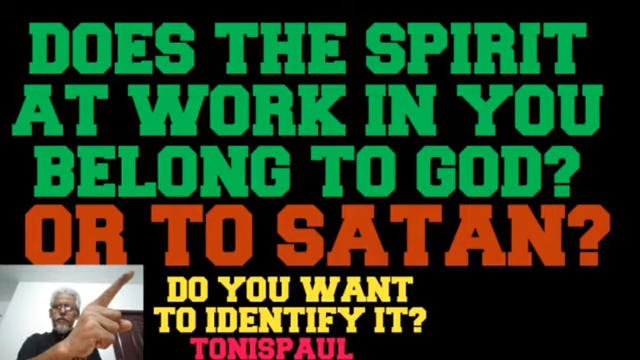 DOES THE SPIRIT
AT WORK IN YOU
BELONG TO GOD?
OR TO SATAN?
DO YOU WANT
TO IDENTIFY IT?
TONISPAUL